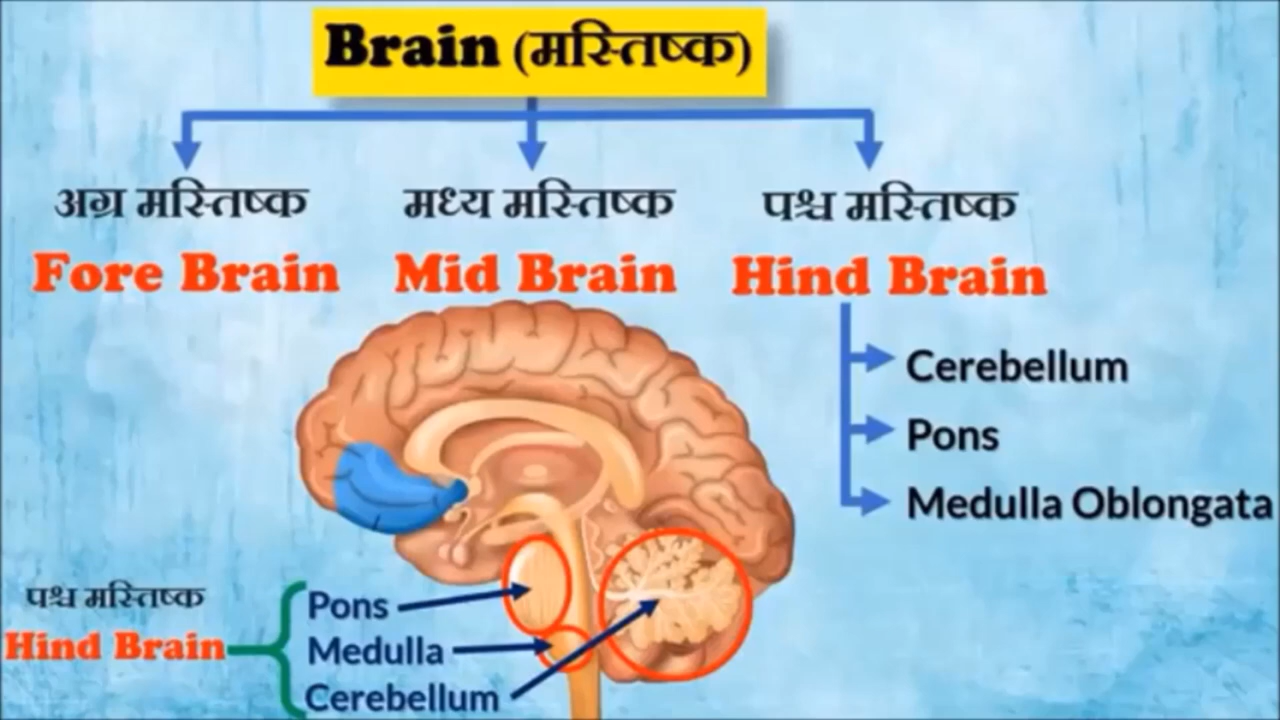 Brain (मस्तिष्क)
अग्र मस्तिष्क
मध्य मस्तिष्क
पश्च मस्तिष्क
Fore Brain
Mid Brain
Hind Brain
Cerebellum
Pons
Medulla Oblongata
पश्च मस्तिष्क
Hind Brain
Pons
Medulla
Cerebellum